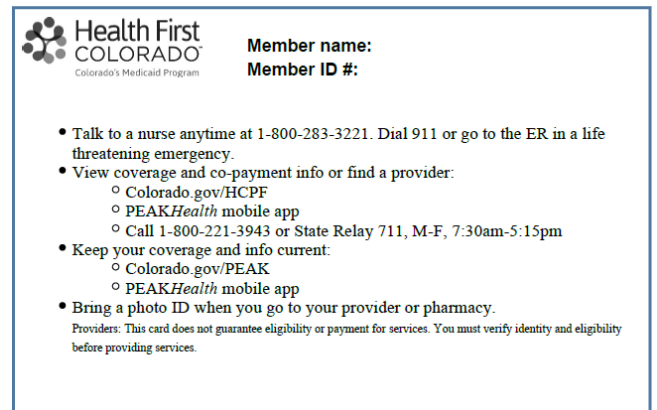 Health First
COLORADO™
Colorado's Medicaid Program
Member name:
Member ID #:
• Talk to a nurse anytime at 1-800-283-3221. Dial 911 or go to the ER in a life
threatening emergency.
• View coverage and co-payment info or find a provider:
○ Colorado.gov/HCPF
○ PEAKHealth mobile app
○ Call 1-800-221-3943 or State Relay 711, M-F, 7:30am-5:15pm
• Keep your coverage and info current:
○ Colorado.gov/PEAK
○ PEAKHealth mobile app
• Bring a photo ID when you go to your provider or pharmacy.
Providers: This card does not guarantee eligibility or payment for services. You must verify identity and eligibility
before providing services.